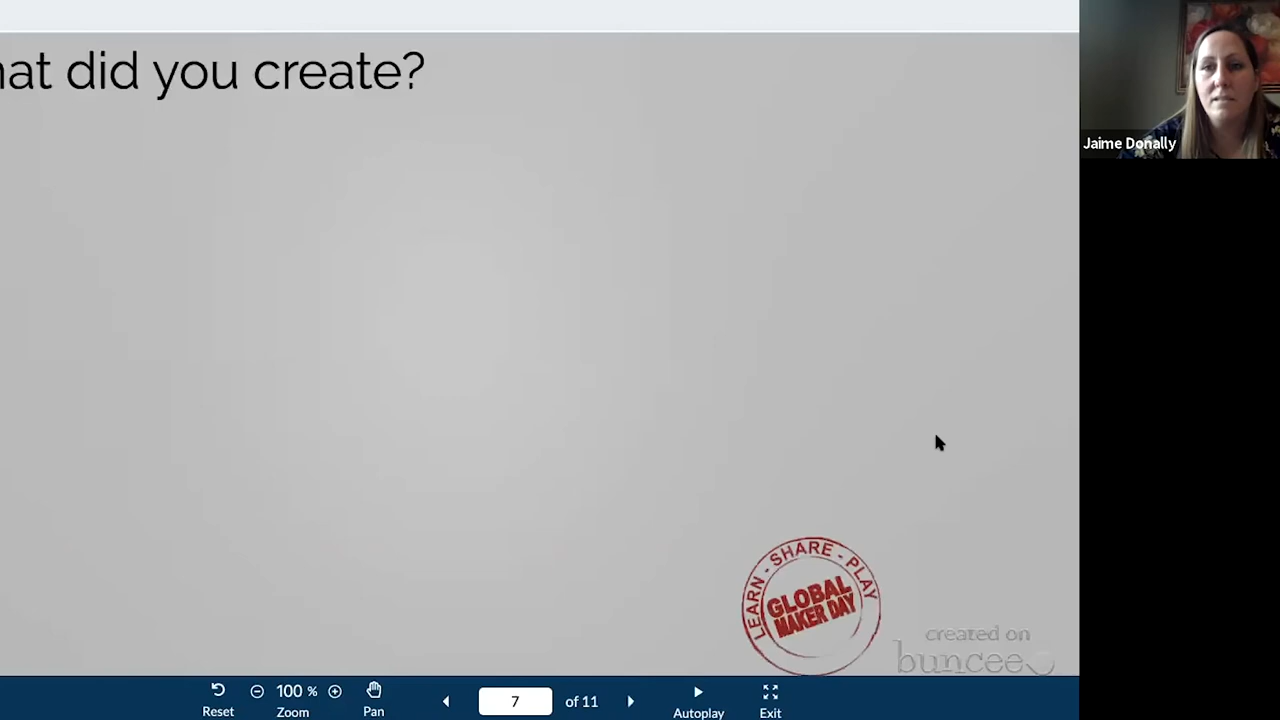 hat did you create?
Jaime Donally
LEARN - SHARE - PLAY
GLOBAL
MAKER DAY
created on
buncee
Reset
100 %
Zoom
Pan
7
of 11
Autoplay
Exit